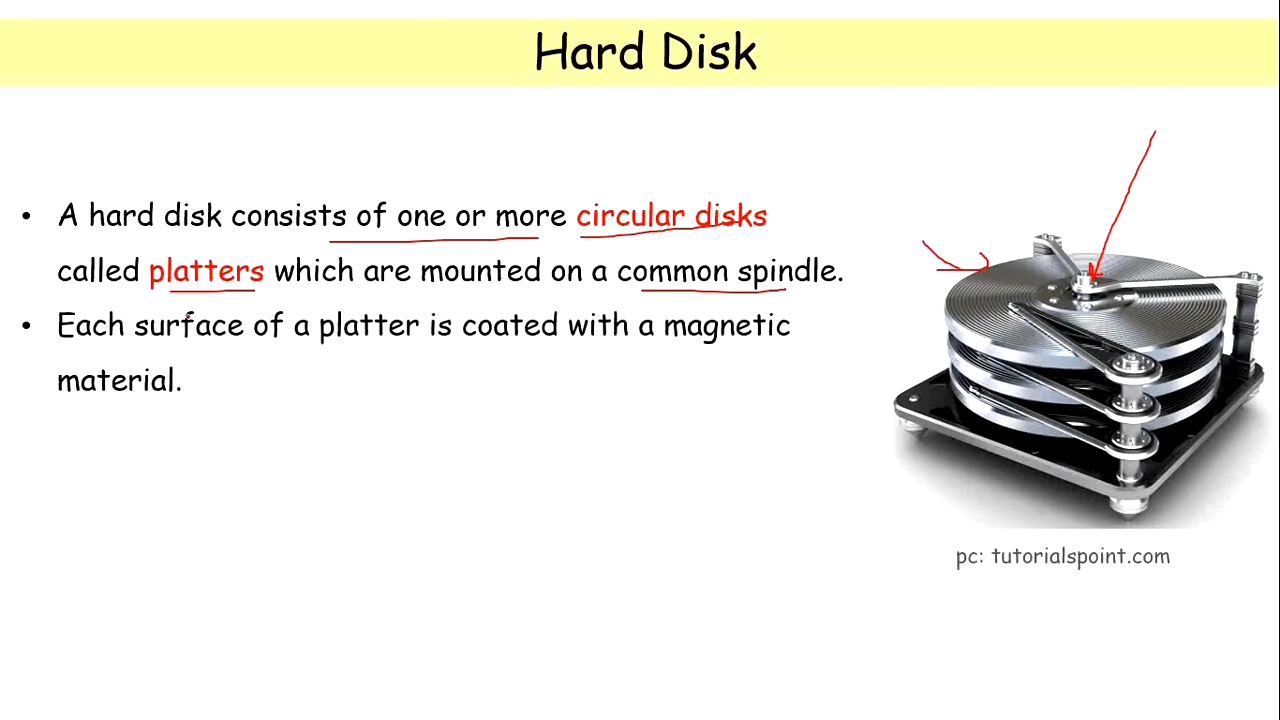 Hard Disk
• A hard disk consists of one or more circular disks
called platters which are mounted on a common spindle.
• Each surface of a platter is coated with a magnetic
material.
pc: tutorialspoint.com